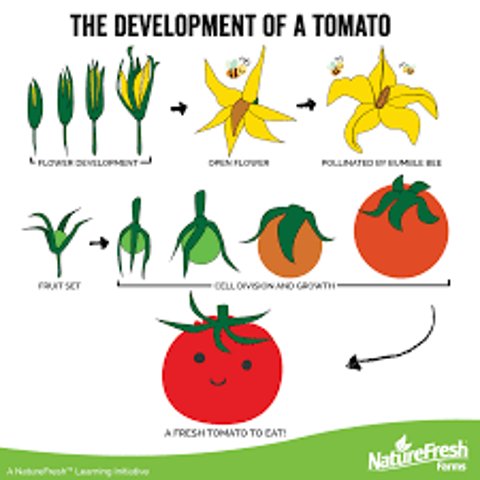 THE DEVELOPMENT OF A TOMATO
FLOWER DEVELOPMENT
OPEN FLOWER
POLLINATED BY BUMBLE BEE
FRUIT SET
CELL DIVISION AND GROWTH
A FRESH TOMATO TO EAT!
A NatureFresh™ Learning Initiative
NatureFresh
Farms